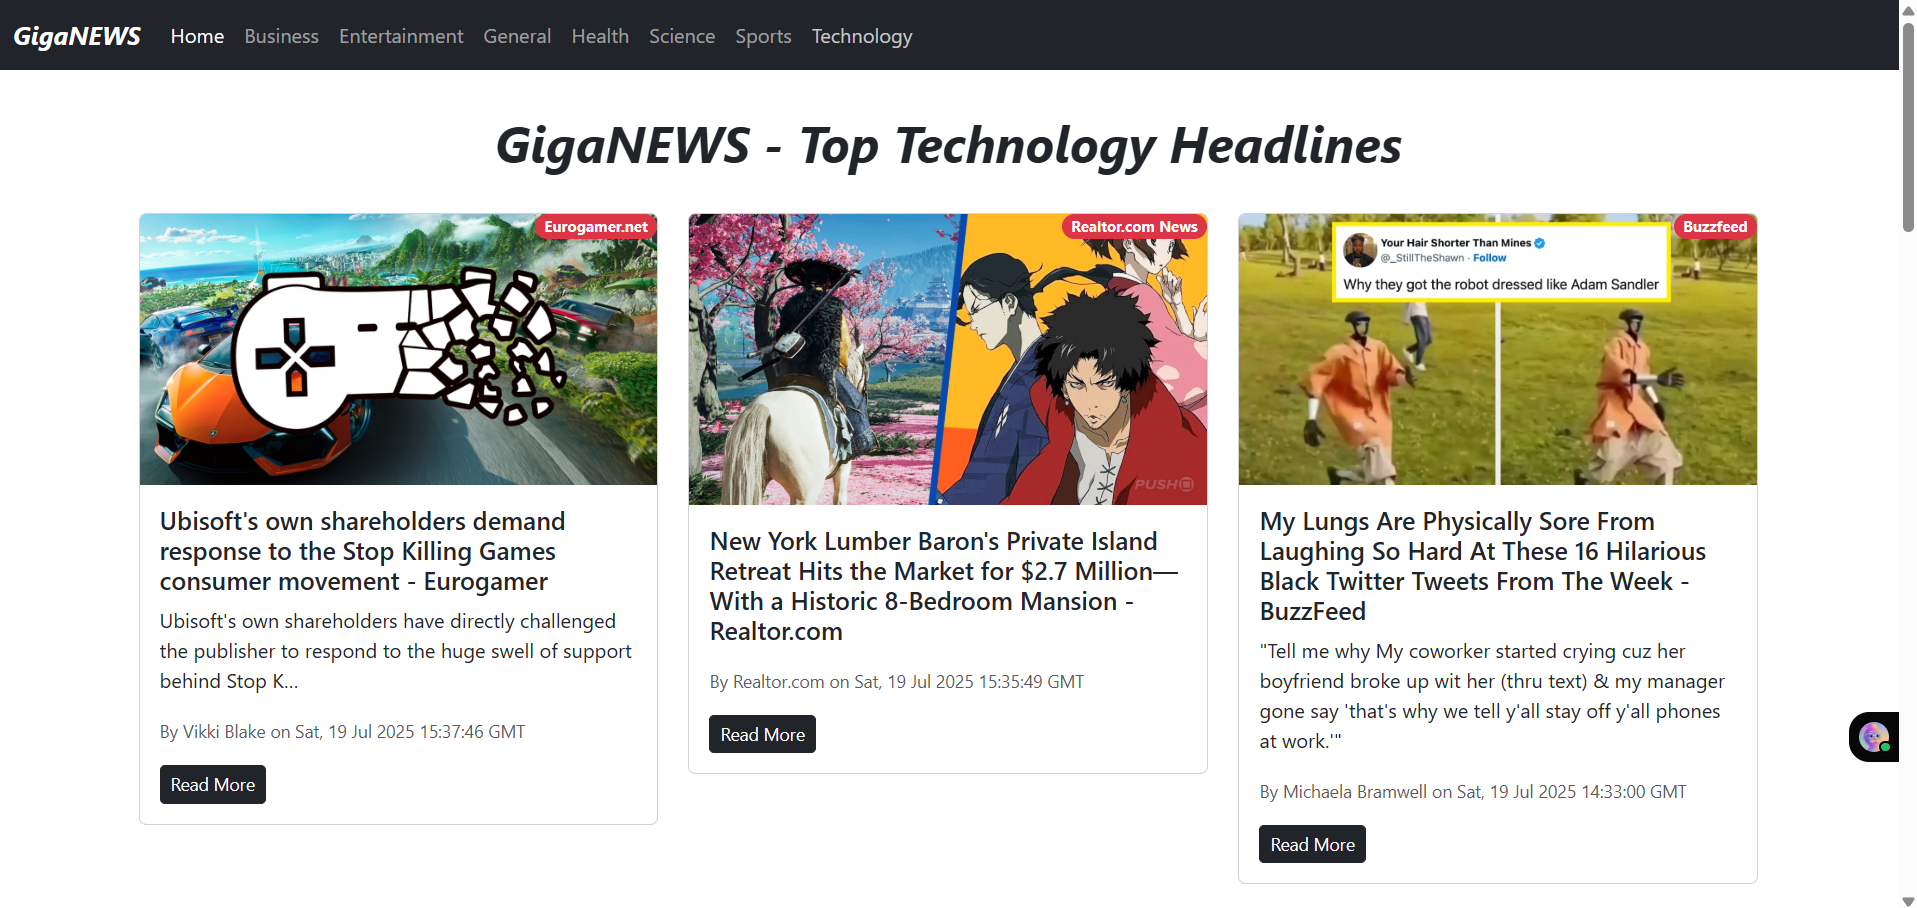 GigaNEWS Home Business Entertainment General Health Science Sports Technology
GigaNEWS - Top Technology Headlines
Eurogamer.net
Ubisoft's own shareholders demand
response to the Stop Killing Games
consumer movement - Eurogamer
Ubisoft's own shareholders have directly challenged
the publisher to respond to the huge swell of support
behind Stop K...
By Vikki Blake on Sat, 19 Jul 2025 15:37:46 GMT
Read More
Realtor.com News
PUSH
New York Lumber Baron's Private Island
Retreat Hits the Market for $2.7 Million—
With a Historic 8-Bedroom Mansion -
Realtor.com
By Realtor.com on Sat, 19 Jul 2025 15:35:49 GMT
Read More
Buzzfeed
Your Hair Shorter Than Mines
@_StillTheShawn · Follow
Why they got the robot dressed like Adam Sandler
My Lungs Are Physically Sore From
Laughing So Hard At These 16 Hilarious
Black Twitter Tweets From The Week -
BuzzFeed
"Tell me why My coworker started crying cuz her
boyfriend broke up wit her (thru text) & my manager
gone say 'that's why we tell y'all stay off y'all phones
at work.'"
By Michaela Bramwell on Sat, 19 Jul 2025 14:33:00 GMT
Read More